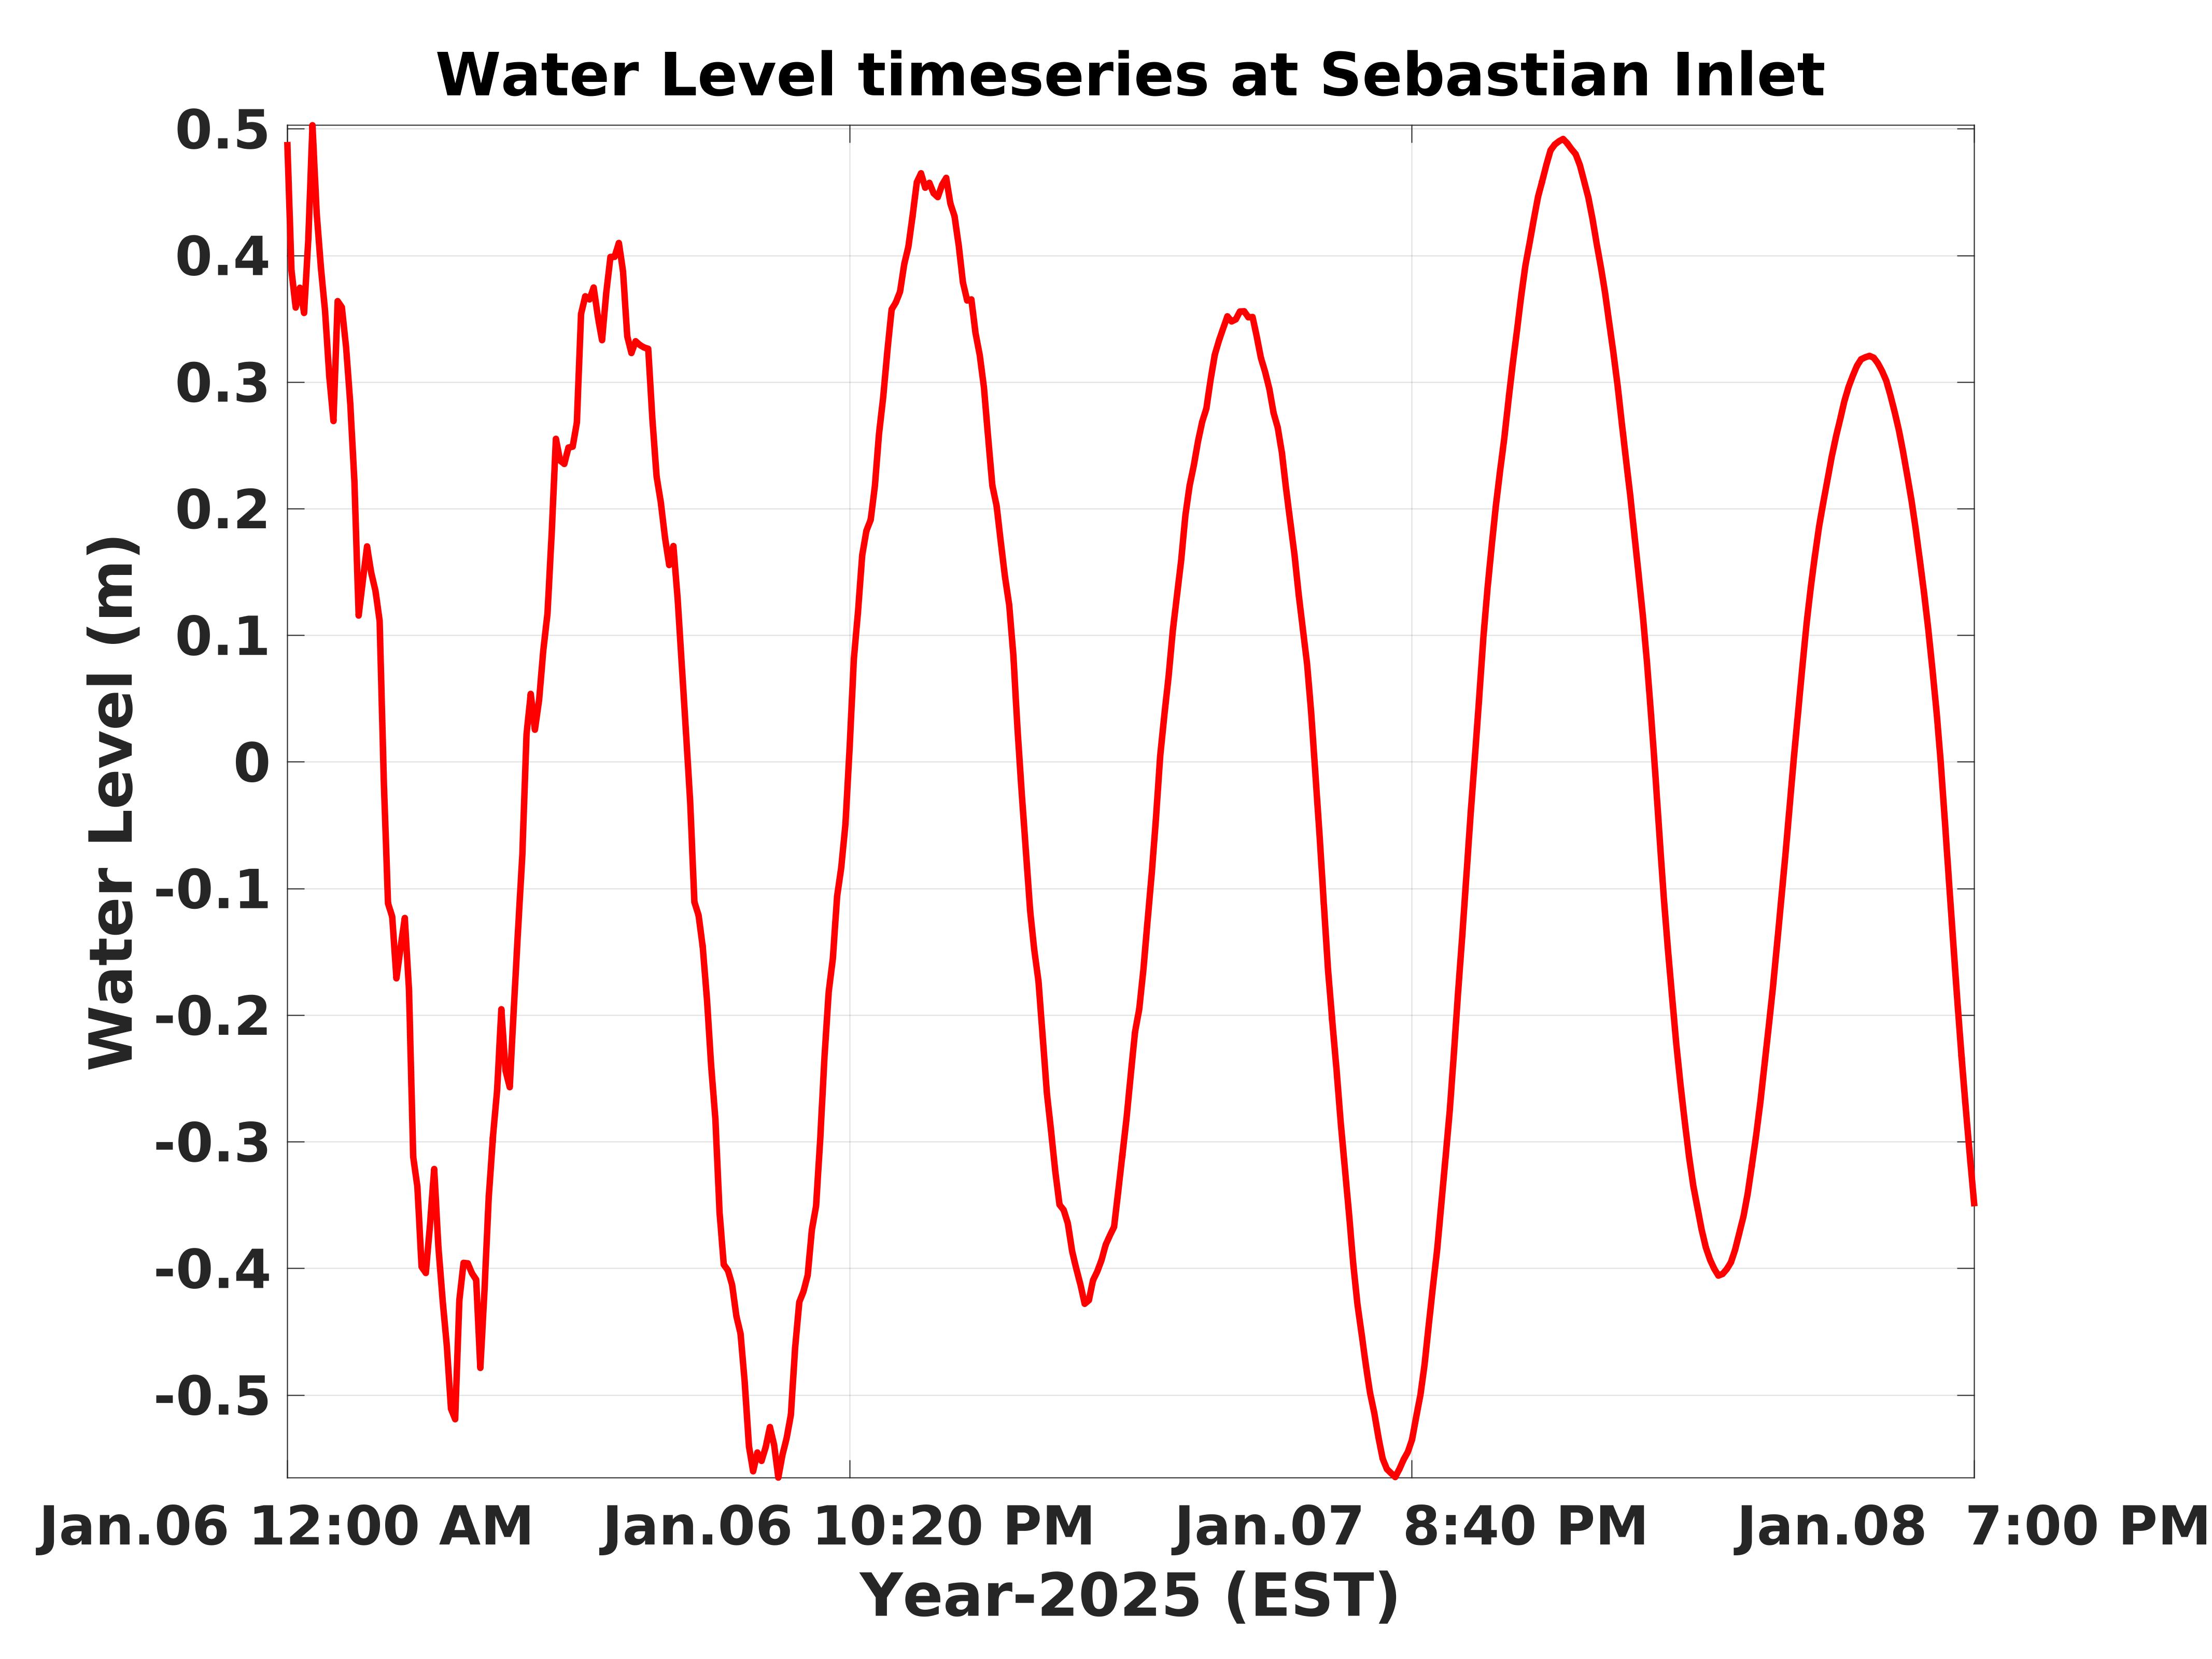 Water Level timeseries at Sebastian Inlet
Water Level (m)
0.5
0.4
0.3
0.2
0.1
0
-0.1
-0.2
-0.3
-0.4
-0.5
Jan.06 12:00 AM Jan.06 10:20 PM Jan.07 8:40 PM Jan.08 7:00 PM
Year-2025 (EST)